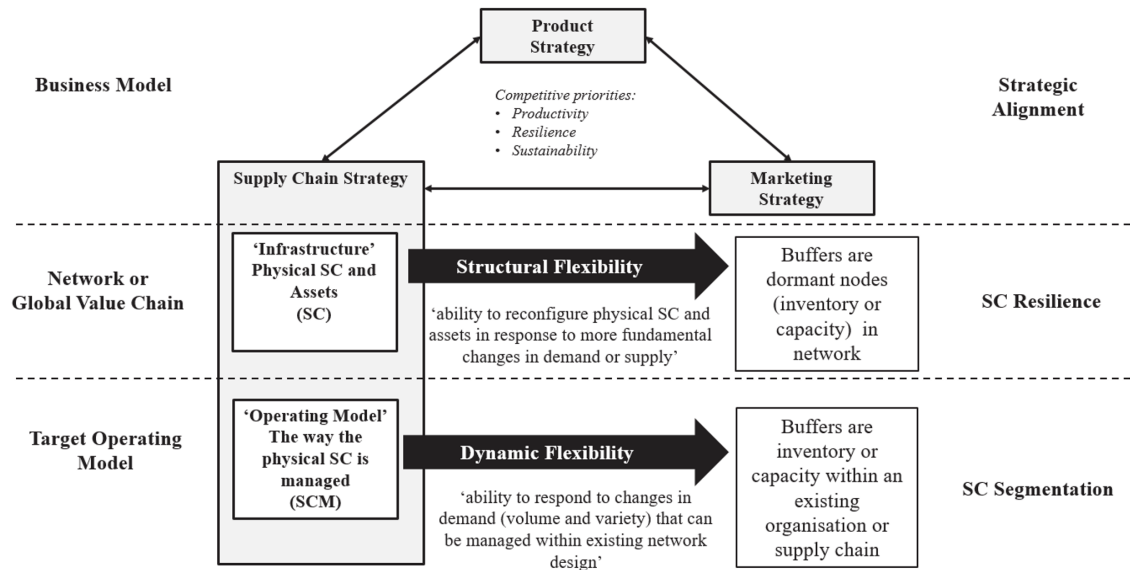 Product
Strategy
Business Model
Competitive priorities:
• Productivity
• Resilience
• Sustainability
Strategic
Alignment
Supply Chain Strategy
Marketing
Strategy
Network or
Global Value Chain
‘Infrastructure’
Physical SC and
Assets
(SC)
Structural Flexibility
‘ability to reconfigure physical SC and
assets in response to more fundamental
changes in demand or supply’
Buffers are
dormant nodes
(inventory or
capacity) in
network
SC Resilience
Target Operating
Model
‘Operating Model’
The way the
physical SC is
managed
(SCM)
Dynamic Flexibility
‘ability to respond to changes in
demand (volume and variety) that can
be managed within existing network
design’
Buffers are
inventory or
capacity within an
existing
organisation or
supply chain
SC Segmentation